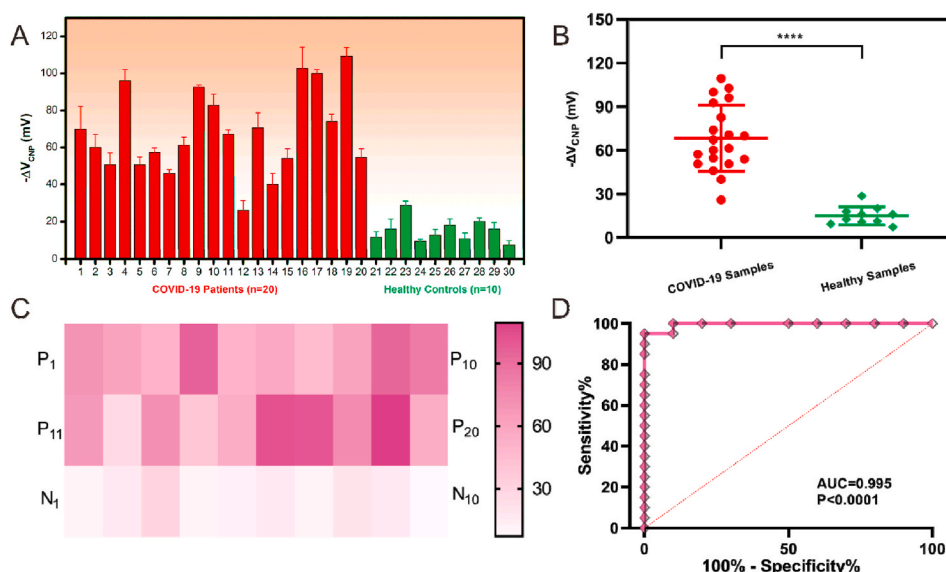 A
-ΔV_CNP (mV)
120
100
80
60
40
20
0
1 2 3 4 5 6 7 8 9 10 11 12 13 14 15 16 17 18 19 20 21 22 23 24 25 26 27 28 29 30
COVID-19 Patients (n=20) Healthy Controls (n=10)
B
-ΔV_CNP (mV)
150
120
90
60
30
0
****
COVID-19 Samples Healthy Samples
C
P1 P10
P11 P20
N1 N10
90
60
30
D
Sensitivity%
100
80
60
40
20
0
AUC=0.995
P<0.0001
0 50 100
100% - Specificity%